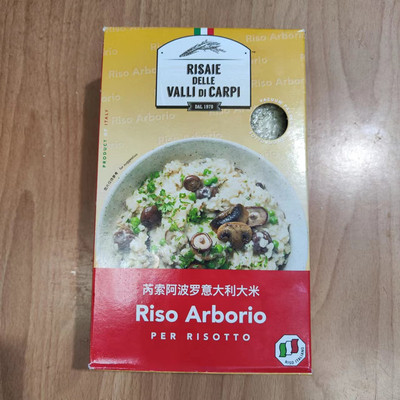 Riso Arborio
RISAIE
DELLE
VALLI DI CARPI
DAL 1970
PRODUCT OF ITALY
芮索阿波罗意大利大米
Riso Arborio
PER RISOTTO
RISO ITALIANO